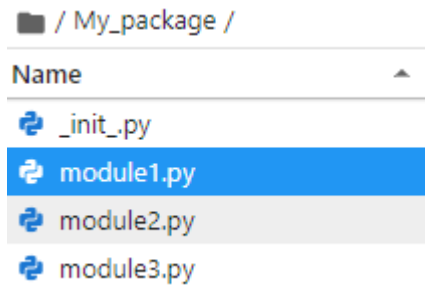 / My_package /
Name
_init_.py
module1.py
module2.py
module3.py